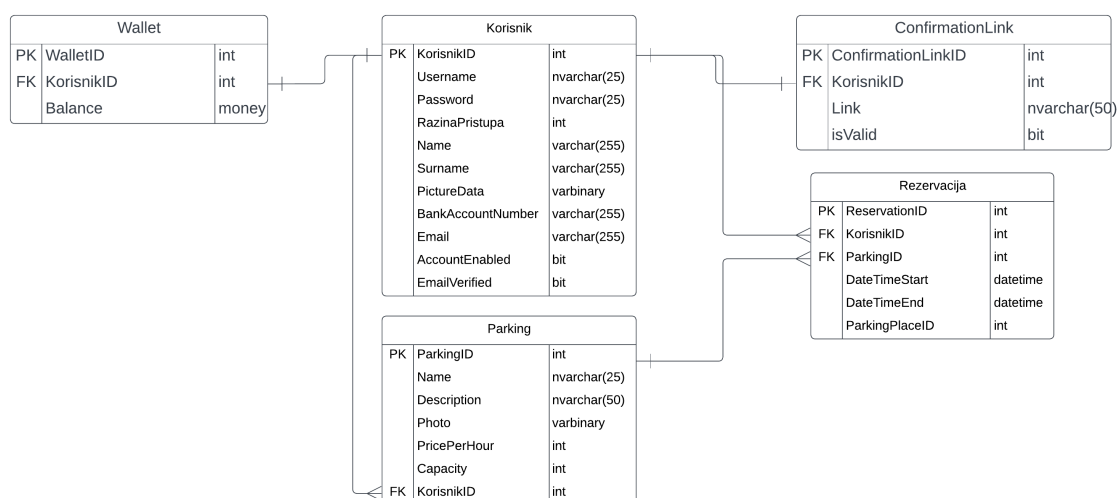 Wallet
PK WalletID int
FK KorisnikID int
Balance money
Korisnik
PK KorisnikID int
Username nvarchar(25)
Password nvarchar(25)
RazinaPristupa int
Name varchar(255)
Surname varchar(255)
PictureData varbinary
BankAccountNumber varchar(255)
Email varchar(255)
AccountEnabled bit
EmailVerified bit
ConfirmationLink
PK ConfirmationLinkID int
FK KorisnikID int
Link nvarchar(50)
isValid bit
Rezervacija
PK ReservationID int
FK KorisnikID int
FK ParkingID int
DateTimeStart datetime
DateTimeEnd datetime
ParkingPlaceID int
Parking
PK ParkingID int
Name nvarchar(25)
Description nvarchar(50)
Photo varbinary
PricePerHour int
Capacity int
FK KorisnikID int